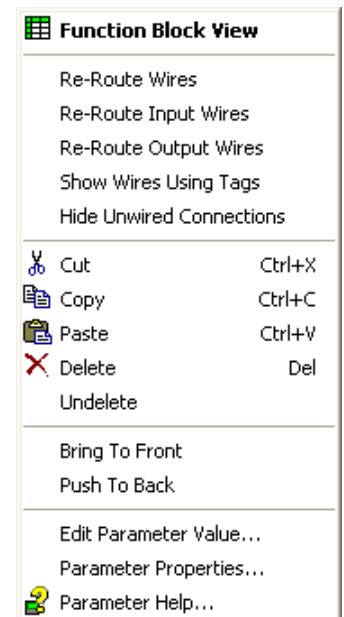 Function Block View
Re-Route Wires
Re-Route Input Wires
Re-Route Output Wires
Show Wires Using Tags
Hide Unwired Connections
Cut Ctrl+X
Copy Ctrl+C
Paste Ctrl+V
Delete Del
Undelete
Bring To Front
Push To Back
Edit Parameter Value...
Parameter Properties...
Parameter Help...